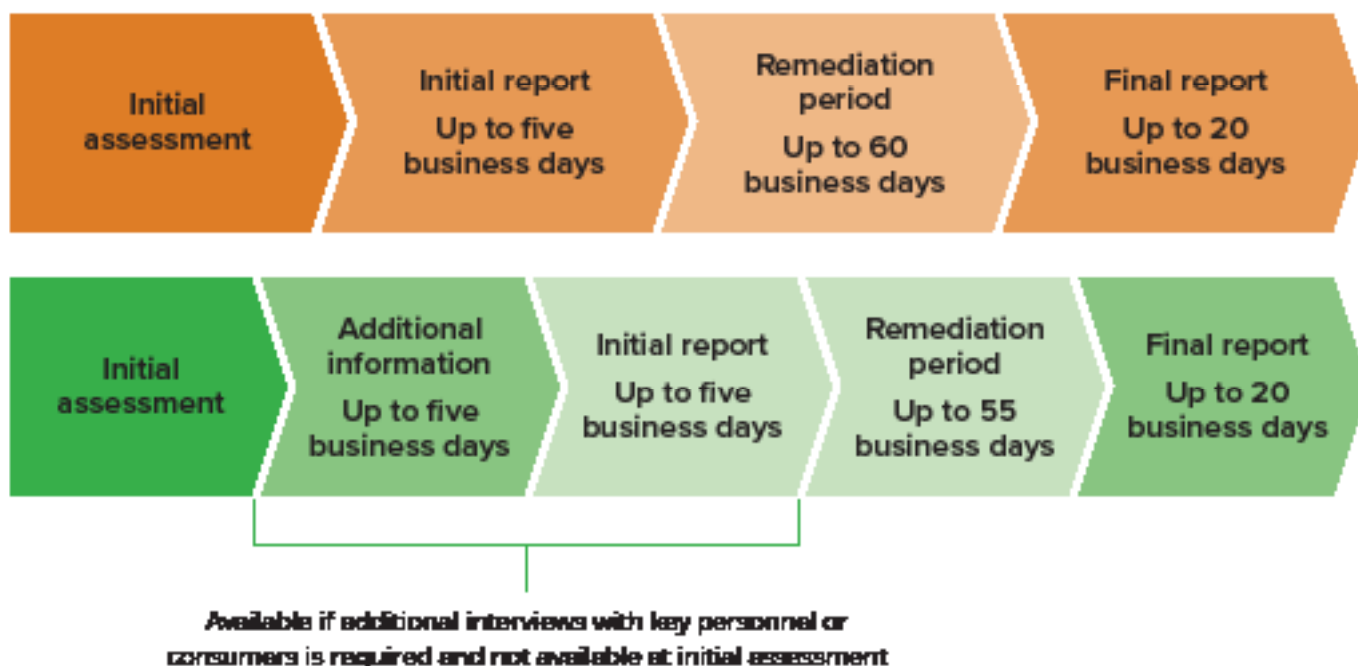 Initial
assessment
Initial report
Up to five
business days
Remediation
period
Up to 60
business days
Final report
Up to 20
business days
Initial
assessment
Additional
information
Up to five
business days
Initial report
Up to five
business days
Remediation
period
Up to 55
business days
Final report
Up to 20
business days
Available if additional interviews with key personnel or
consumers is required and not available at initial assessment